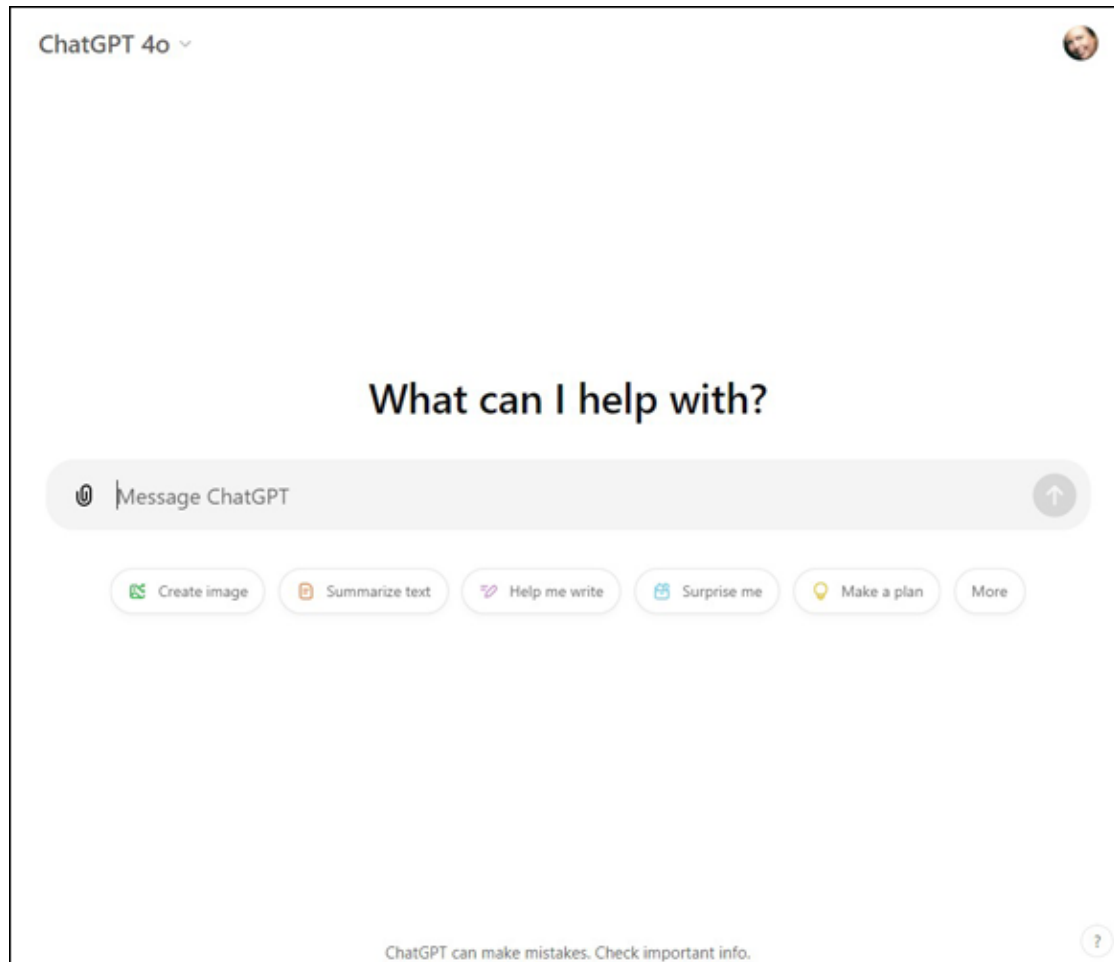 ChatGPT 4o
What can I help with?
Message ChatGPT
Create image Summarize text Help me write Surprise me Make a plan More
?
ChatGPT can make mistakes. Check important info.